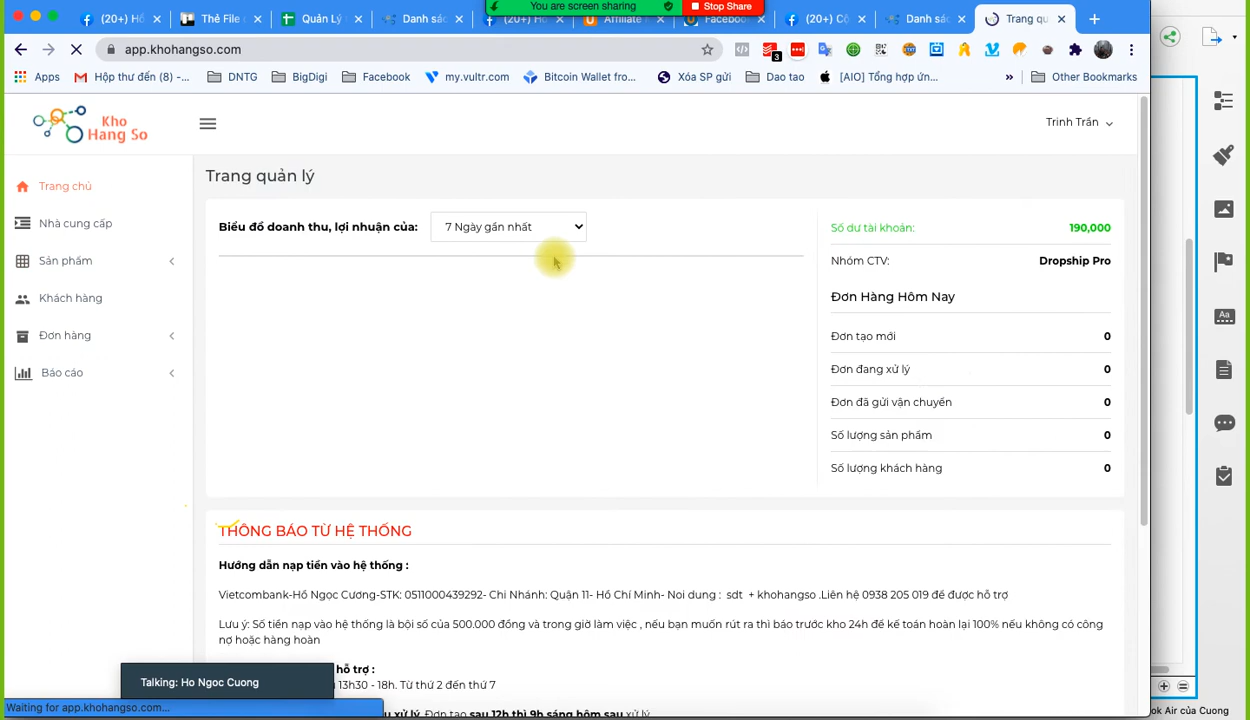 You are screen sharing
Stop Share
(20+) Hồ
Thẻ File c
Quản Lý
Danh sác
(20+) Hồ
Affiliate
Facebook
(20+) Cộ
Danh sác
Trang qu
app.khohangso.com
3
Apps
Hộp thư đến (8) -...
DNTG
BigDigi
Facebook
my.vultr.com
Bitcoin Wallet fro...
Xóa SP gửi
Dao tao
[AIO] Tổng hợp ứn...
»
Other Bookmarks
Kho
Hang So
Trinh Trần
Trang chủ
Nhà cung cấp
Sản phẩm
Khách hàng
Đơn hàng
Báo cáo
Trang quản lý
Biểu đồ doanh thu, lợi nhuận của:
7 Ngày gần nhất
Số dư tài khoản: 190,000
Nhóm CTV: Dropship Pro
Đơn Hàng Hôm Nay
Đơn tạo mới 0
Đơn đang xử lý 0
Đơn đã gửi vận chuyển 0
Số lượng sản phẩm 0
Số lượng khách hàng 0
THÔNG BÁO TỪ HỆ THỐNG
Hướng dẫn nạp tiền vào hệ thống :
Vietcombank-Hồ Ngọc Cương-STK: 0511000439292- Chi Nhánh: Quận 11- Hồ Chí Minh- Noi dung : sdt + khohangso .Liên hệ 0938 205 019 để được hỗ trợ
Lưu ý: Số tiền nạp vào hệ thống là bội số của 500.000 đồng và trong giờ làm việc , nếu bạn muốn rút ra thì báo trước kho 24h để kế toán hoàn lại 100% nếu không có công
nợ hoặc hàng hoàn
hỗ trợ :
13h30 - 18h. Từ thứ 2 đến thứ 7
xử lý. Đơn tạo sau 12h thì 9h sáng hôm sau xử lý
Talking: Ho Ngoc Cuong
Waiting for app.khohangso.com...
Aa
ok Air của Cuong